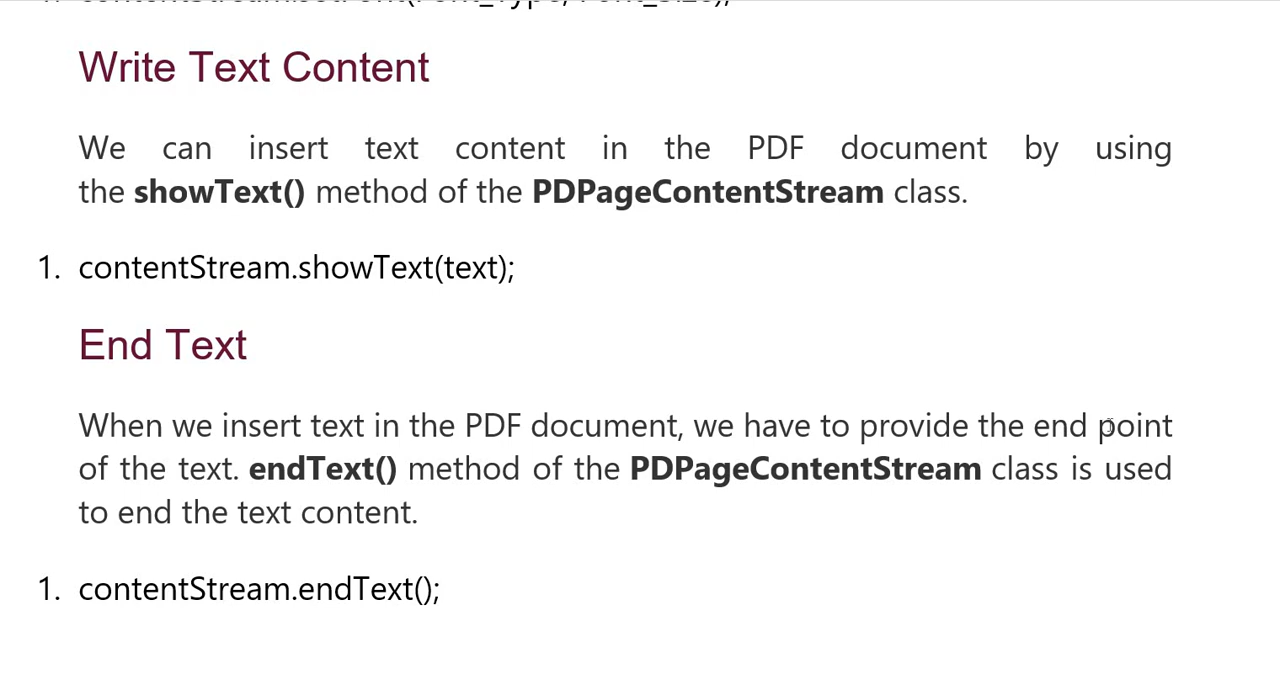 Write Text Content
We can insert text content in the PDF document by using
the showText() method of the PDPageContentStream class.
1. contentStream.showText(text);
End Text
When we insert text in the PDF document, we have to provide the end point
of the text. endText() method of the PDPageContentStream class is used
to end the text content.
1. contentStream.endText();